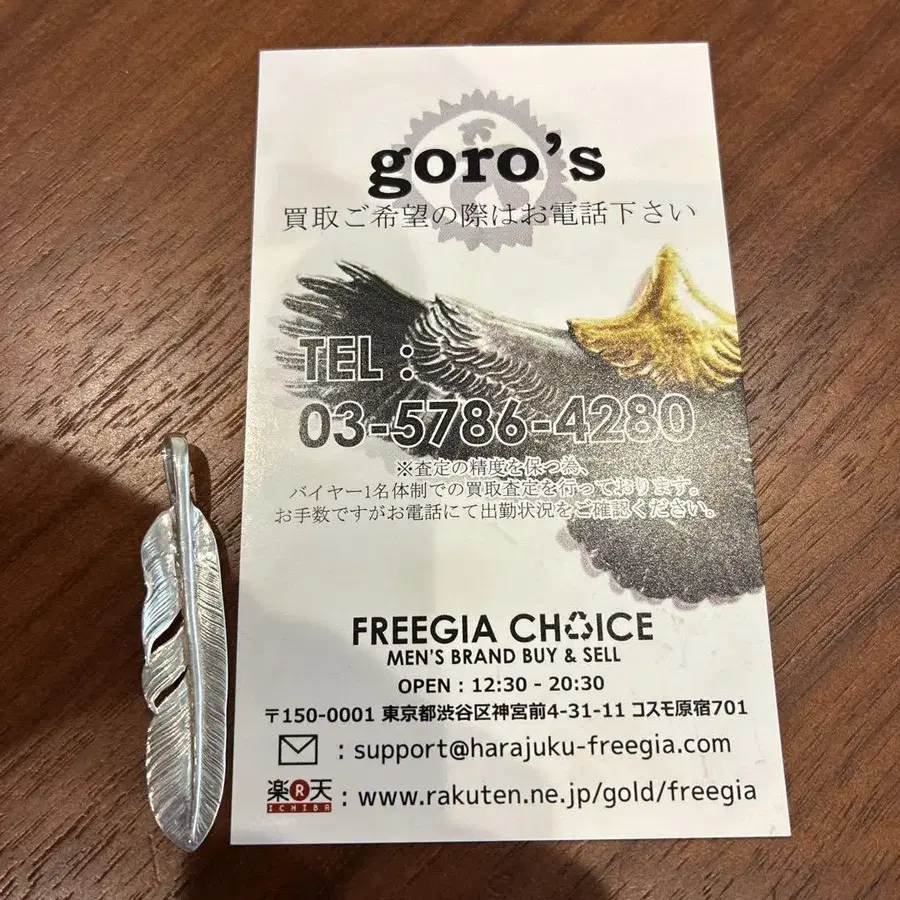 goro's
買取ご希望の際はお電話下さい
TEL :
03-5786-4280
※査定の精度を保つ為、
バイヤー1名体制での買取査定を行っております。
お手数ですがお電話にて出勤状況をご確認ください。
FREEGIA CHOICE
MEN'S BRAND BUY & SELL
OPEN : 12:30 - 20:30
〒150-0001 東京都渋谷区神宮前4-31-11 コスモ原宿701
: support@harajuku-freegia.com
楽R天 : www.rakuten.ne.jp/gold/freegia
ICHIBA